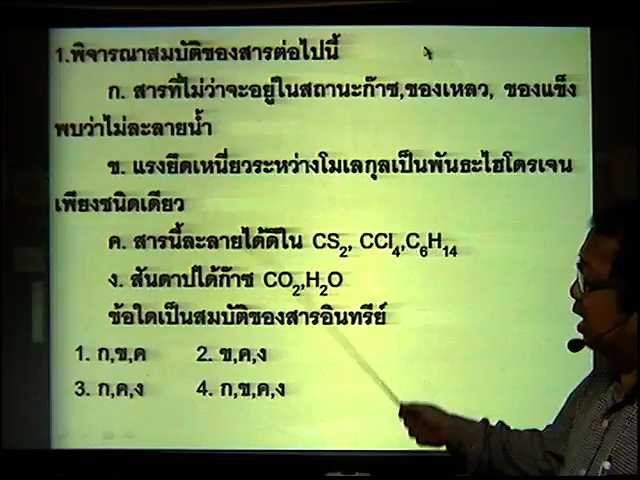 1.พิจารณาสมบัติของสารต่อไปนี้
ก. สารที่ไม่ว่าจะอยู่ในสถานะก๊าซ,ของเหลว, ของแข็ง
พบว่าไม่ละลายน้ำ
ข. แรงยึดเหนี่ยวระหว่างโมเลกุลเป็นพันธะไฮโดรเจน
เพียงชนิดเดียว
ค. สารนี้ละลายได้ดีใน CS₂, CCl₄,C₆H₁₄
ง. สันดาปได้ก๊าซ CO₂,H₂O
ข้อใดเป็นสมบัติของสารอินทรีย์
1. ก,ข,ค 2. ข,ค,ง
3. ก,ค,ง 4. ก,ข,ค,ง